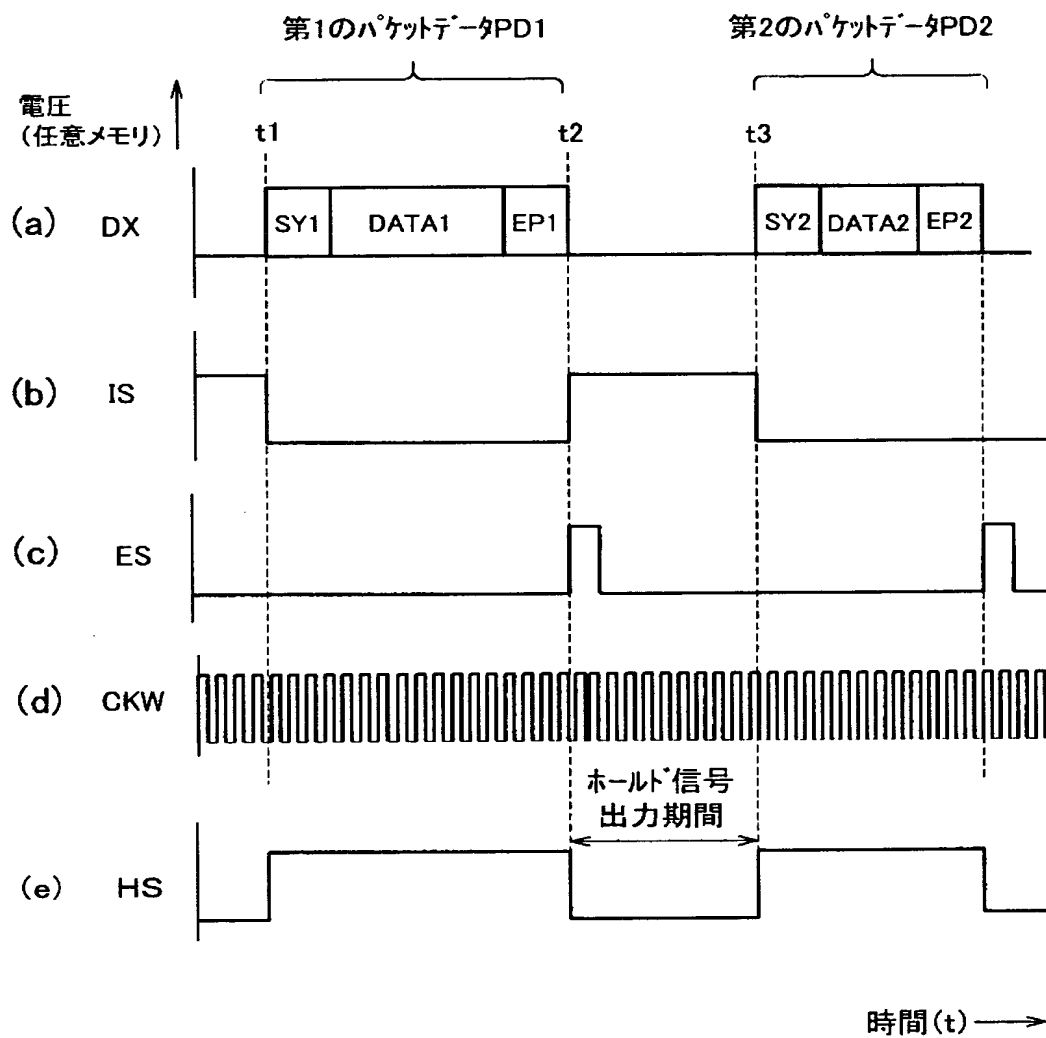 第1のパケットデータPD1
第2のパケットデータPD2
電圧
(任意メモリ)
t1
t2
t3
(a) DX
SY1
DATA1
EP1
SY2
DATA2
EP2
(b) IS
(c) ES
(d) CKW
ホールド信号
出力期間
(e) HS
時間(t)